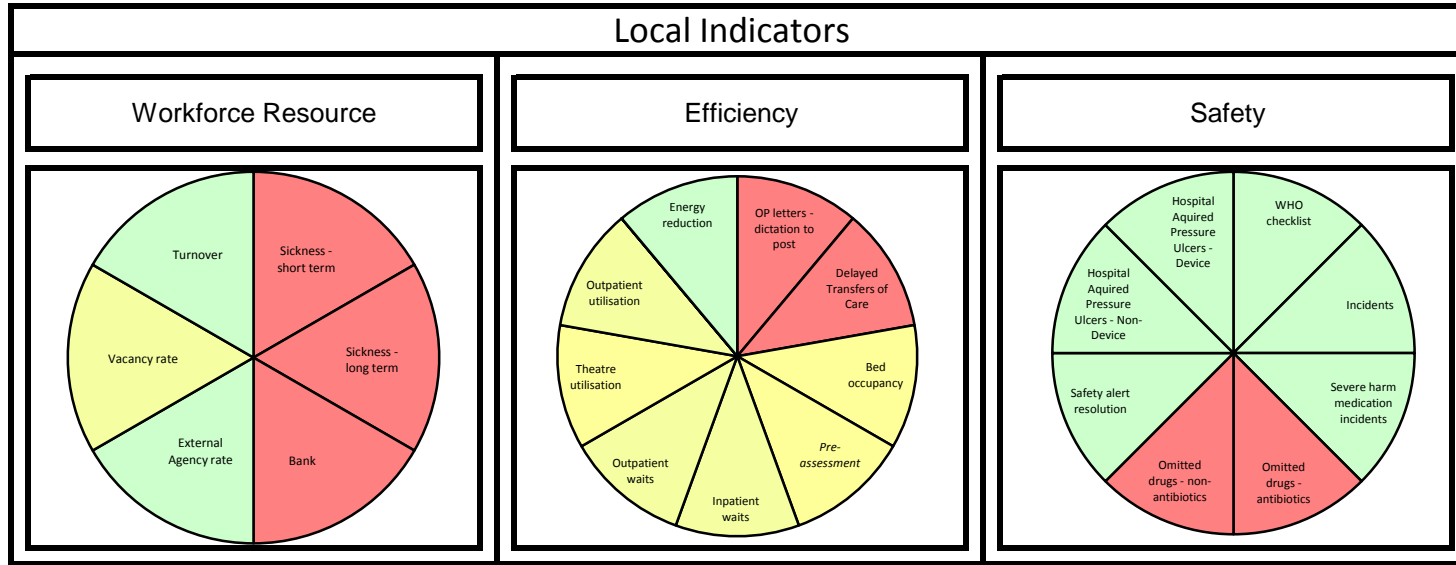 Local Indicators
Workforce Resource
Efficiency
Safety
Turnover
Sickness -
short term
Vacancy rate
Sickness -
long term
External
Agency rate
Bank
Energy
reduction
OP letters -
dictation to
post
Outpatient
utilisation
Delayed
Transfers of
Care
Theatre
utilisation
Bed
occupancy
Outpatient
waits
Pre-
assessment
Inpatient
waits
Hospital
Aquired
Pressure
Ulcers -
Device
WHO
checklist
Hospital
Aquired
Pressure
Ulcers - Non-
Device
Incidents
Safety alert
resolution
Severe harm
medication
incidents
Omitted
drugs - non-
antibiotics
Omitted
drugs -
antibiotics